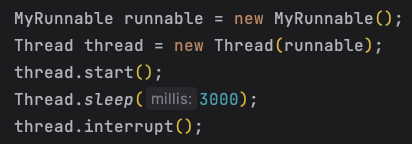 MyRunnable runnable = new MyRunnable();
Thread thread = new Thread(runnable);
thread.start();
Thread.sleep( millis: 3000);
thread.interrupt();